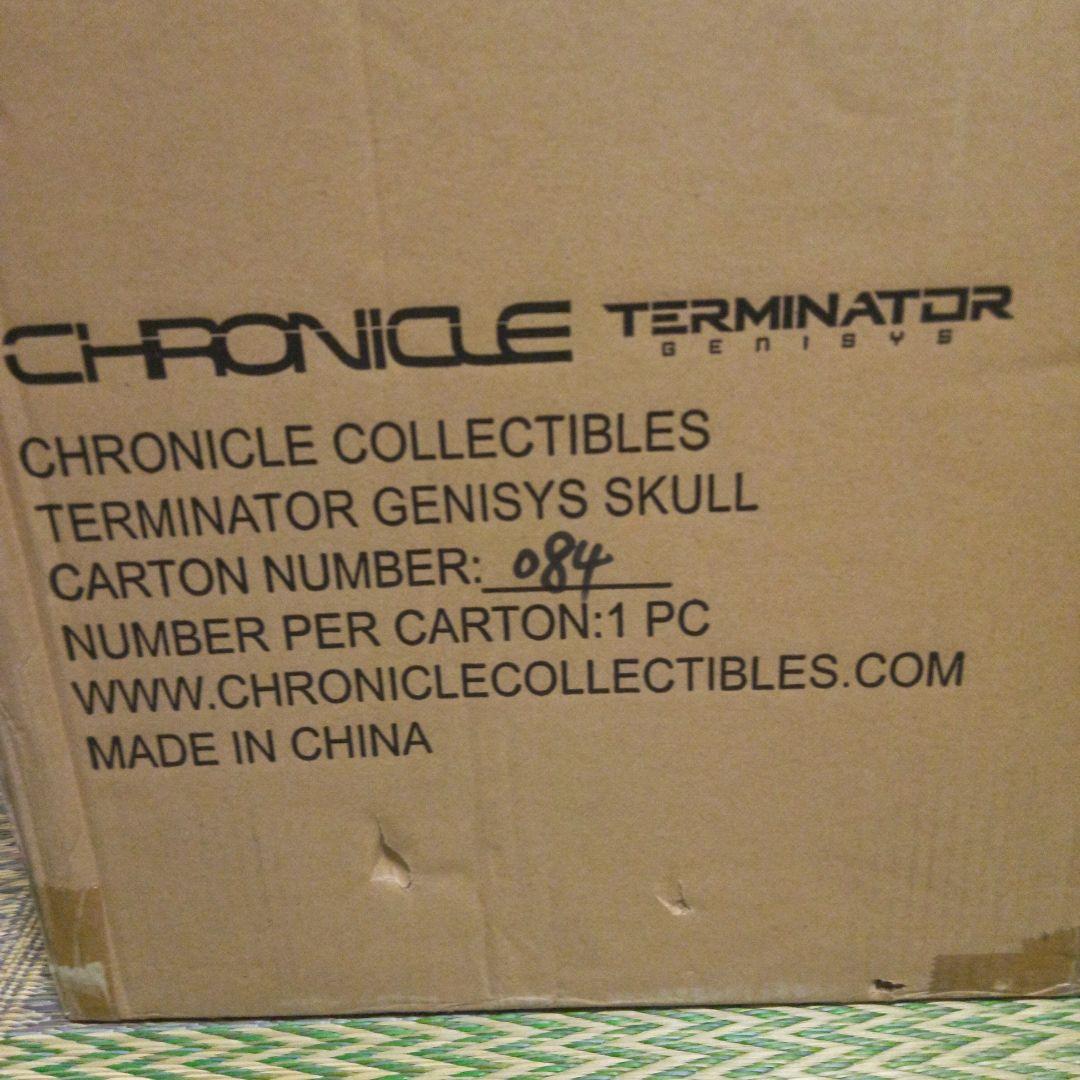 CHRONICLE TERMINATOR
GENISYS
CHRONICLE COLLECTIBLES
TERMINATOR GENISYS SKULL
CARTON NUMBER: 084
NUMBER PER CARTON:1 PC
WWW.CHRONICLECOLLECTIBLES.COM
MADE IN CHINA